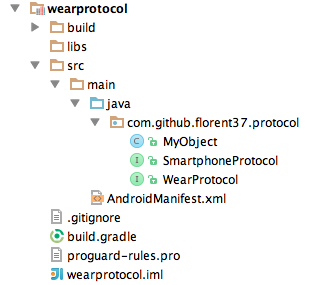 wearprotocol
build
libs
src
main
java
com.github.florent37.protocol
MyObject
SmartphoneProtocol
WearProtocol
AndroidManifest.xml
.gitignore
build.gradle
proguard-rules.pro
wearprotocol.iml